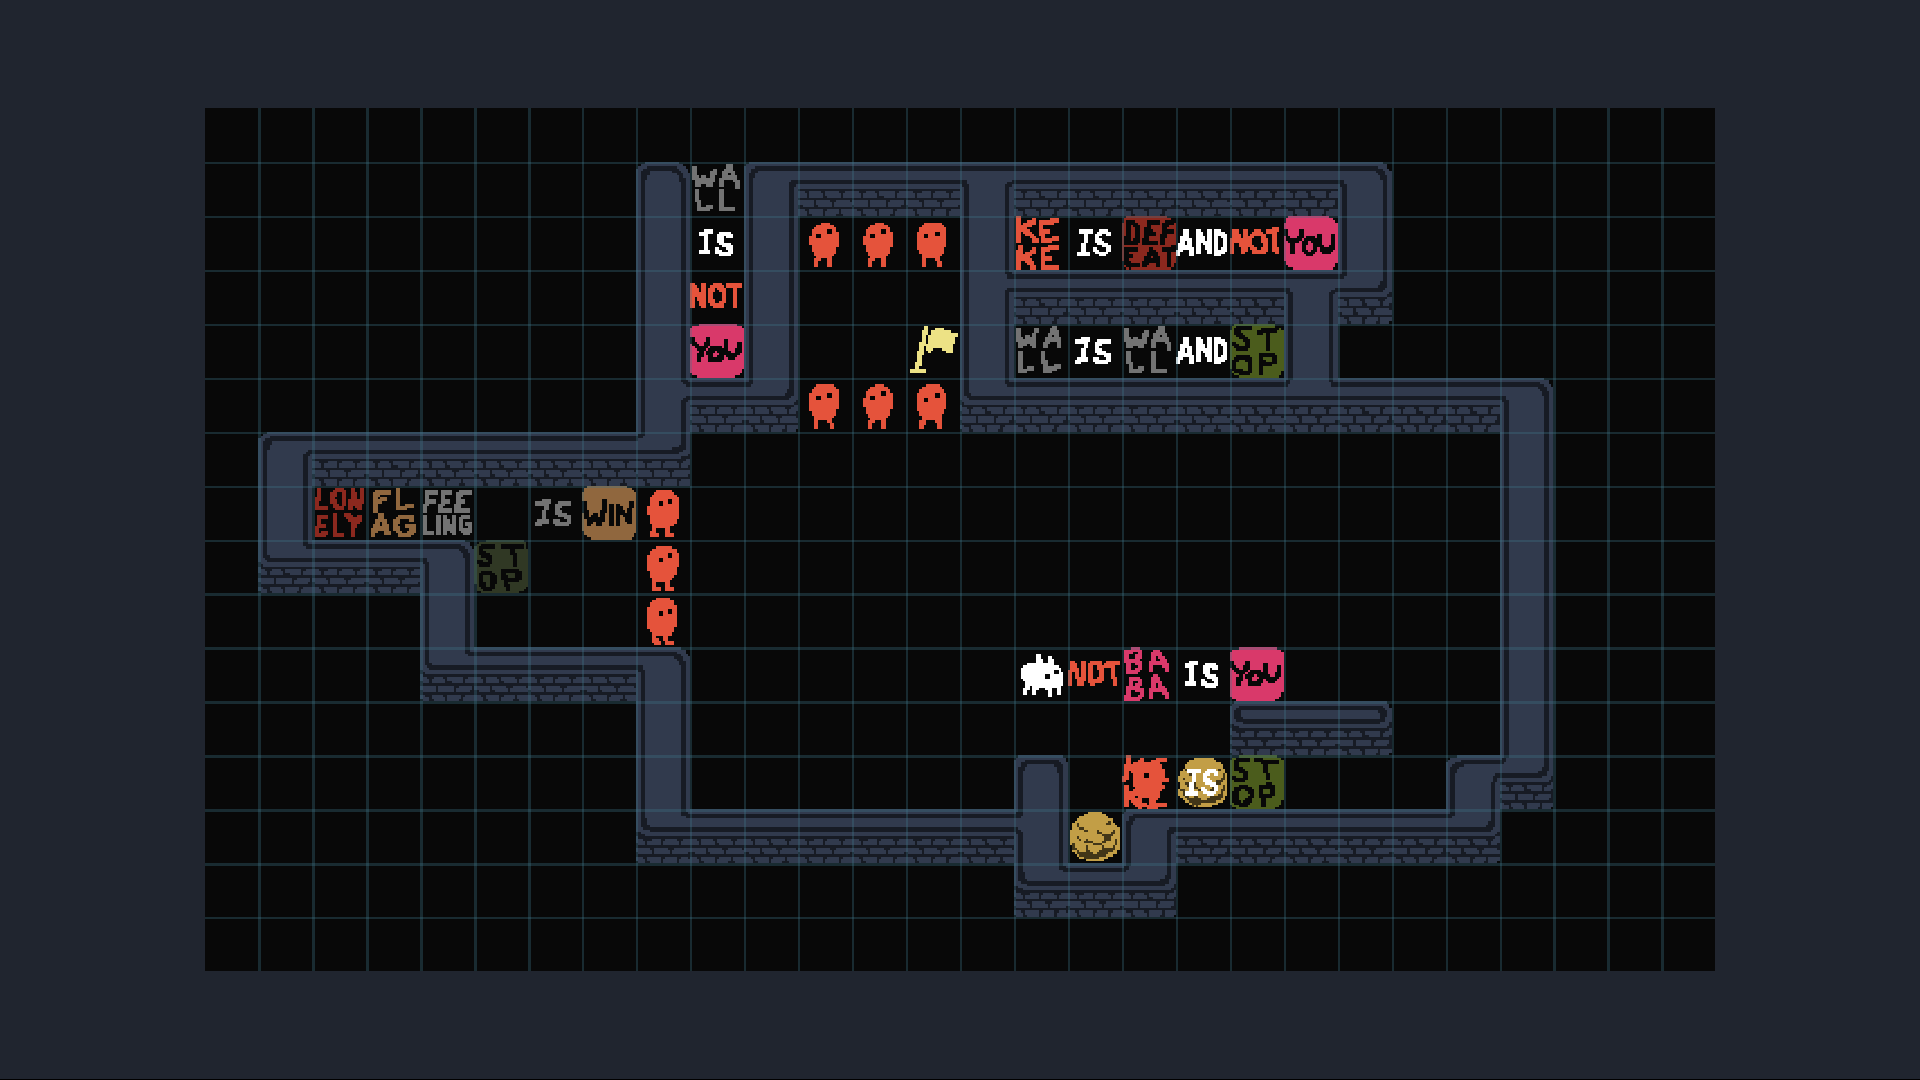 WALL
IS
NOT
YOU
KEKE IS DEFEAT AND NOT YOU
WALL IS WALL AND STOP
LONELY FLAG FEELING IS WIN
STOP
NOT BABA IS YOU
KEKE IS STOP